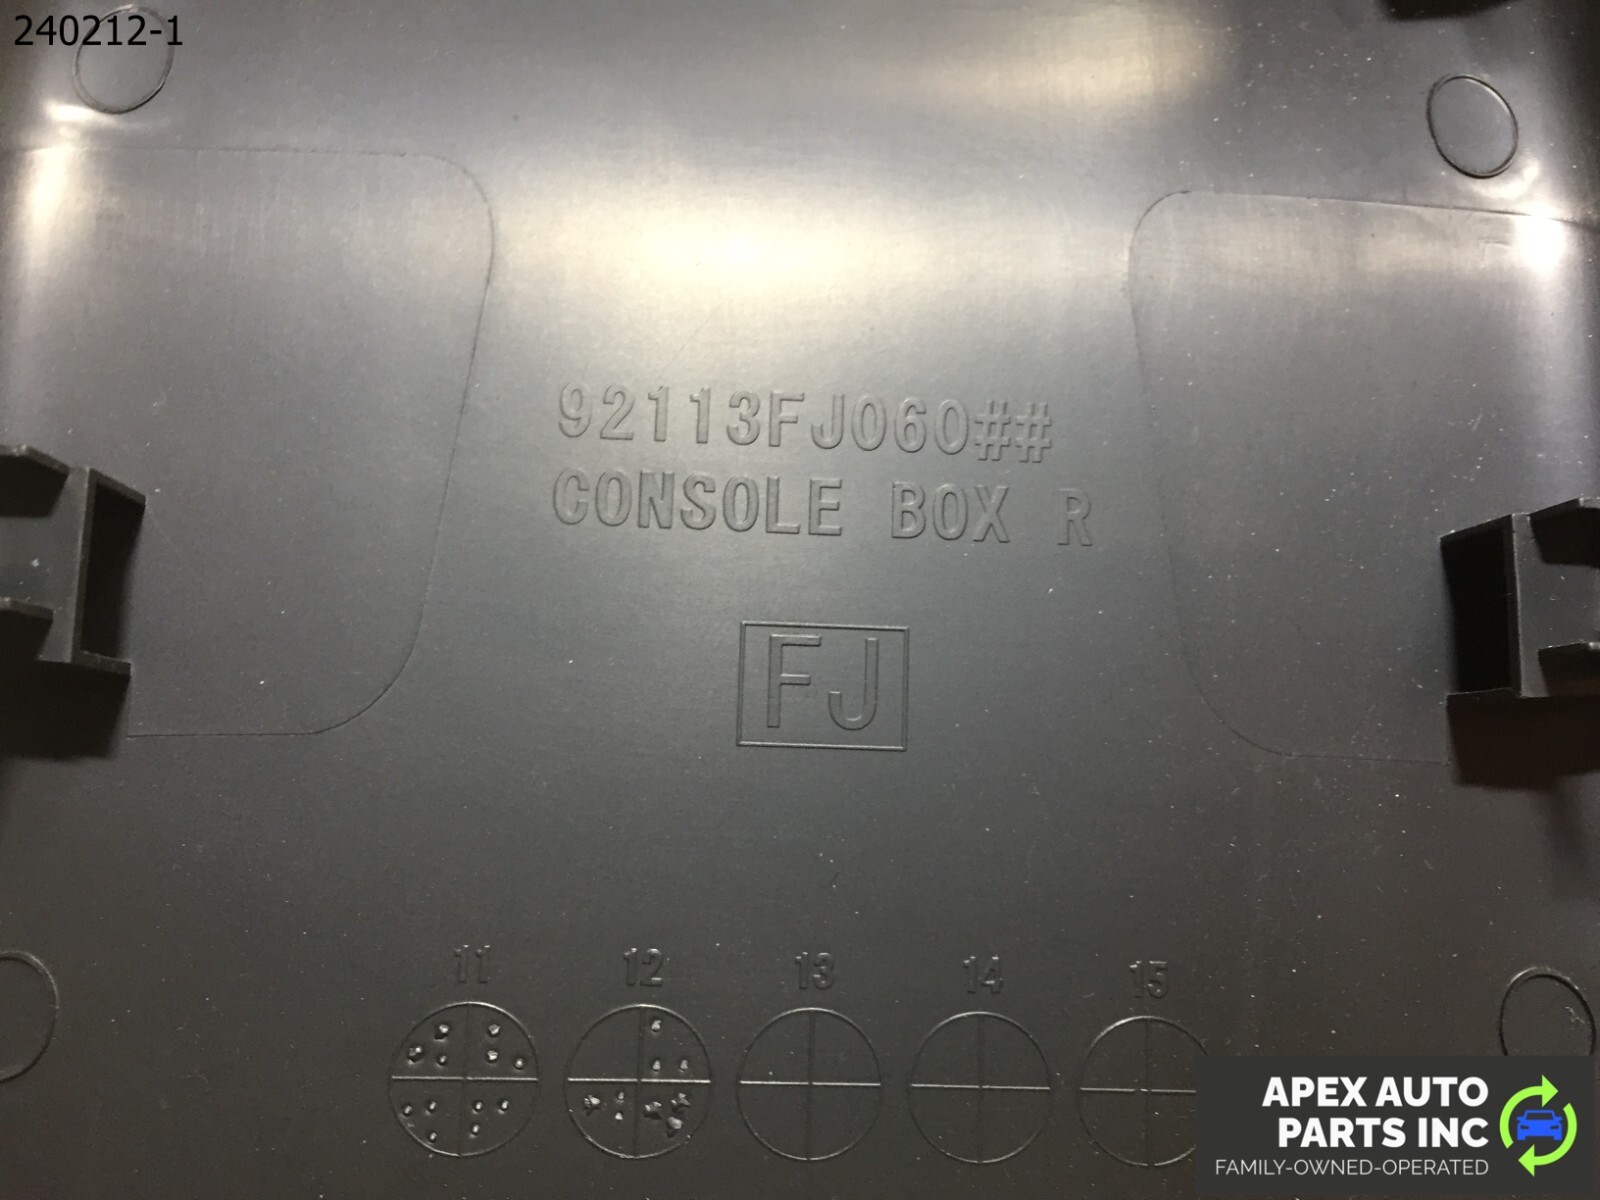 240212-1
92113FJ060##
CONSOLE BOX R
FJ
11 12 13 14 15
APEX AUTO
PARTS INC
FAMILY-OWNED-OPERATED